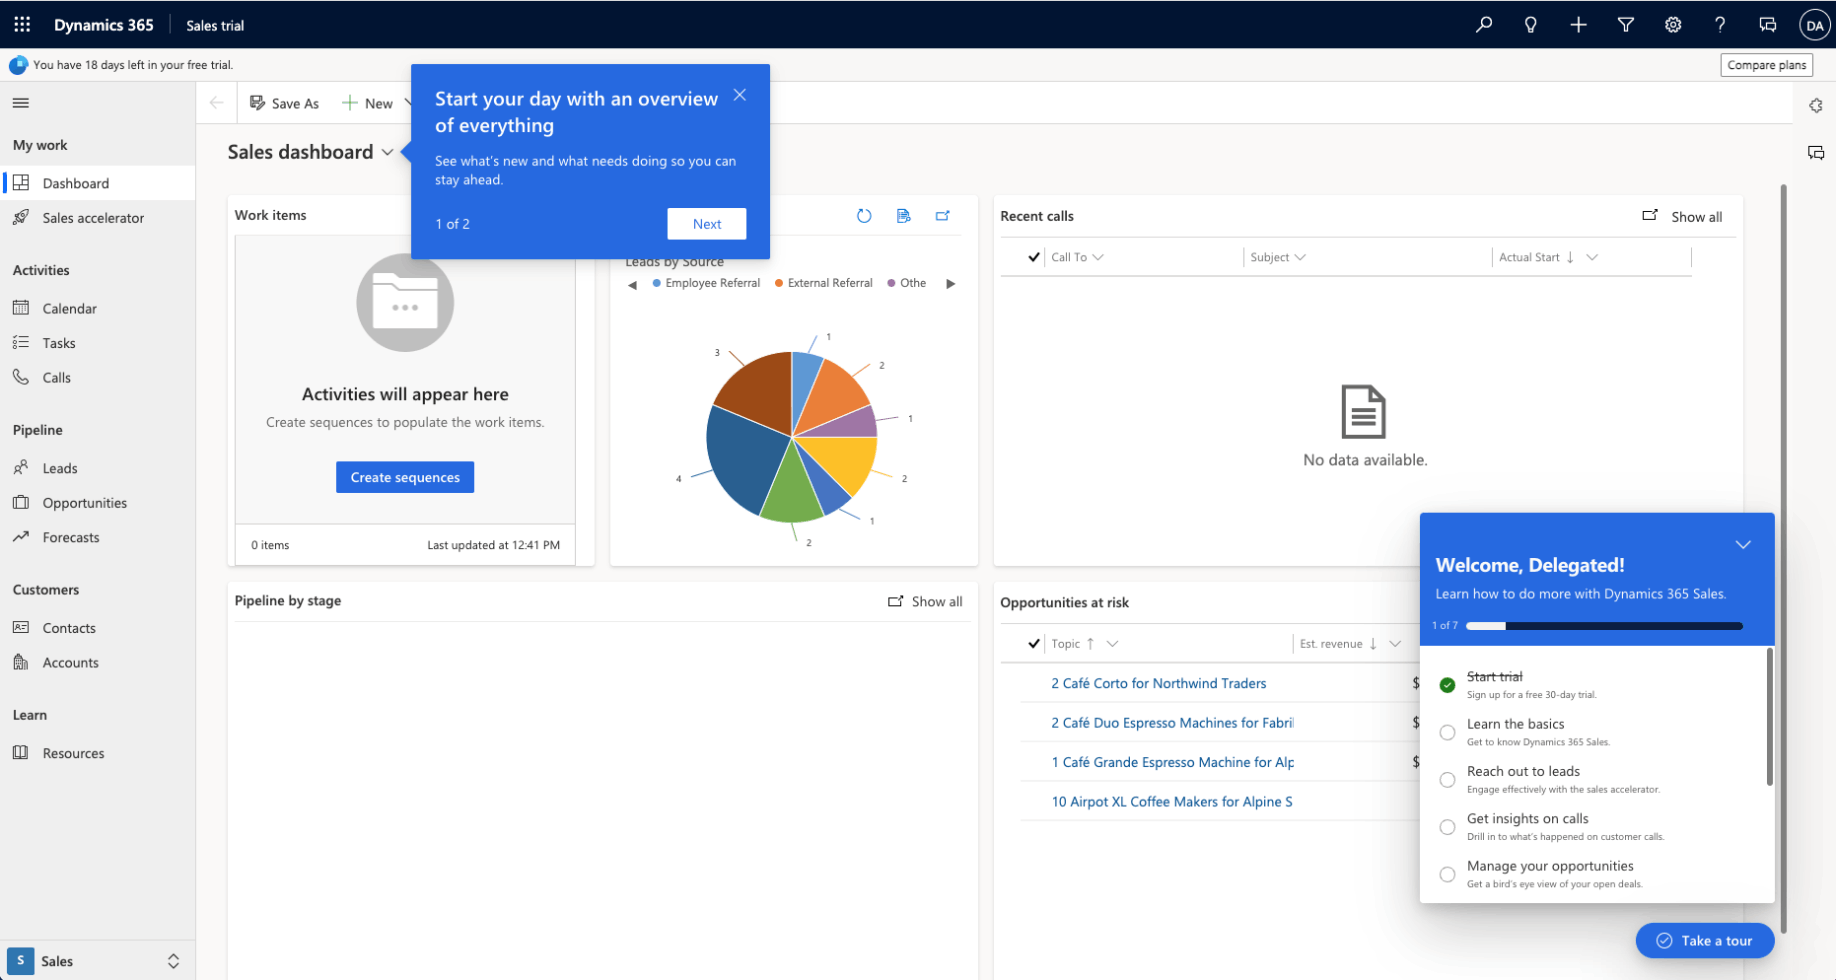 Dynamics 365
Sales trial
DA
You have 18 days left in your free trial.
Compare plans
Save As
New
Start your day with an overview
of everything
See what's new and what needs doing so you can
stay ahead.
1 of 2
Next
My work
Dashboard
Sales accelerator
Activities
Calendar
Tasks
Calls
Pipeline
Leads
Opportunities
Forecasts
Customers
Contacts
Accounts
Learn
Resources
S
Sales
Sales dashboard
Work items
Activities will appear here
Create sequences to populate the work items.
Create sequences
0 items
Last updated at 12:41 PM
Leads by Source
Employee Referral
External Referral
Othe
1
2
1
2
1
2
4
3
Recent calls
Show all
Call To
Subject
Actual Start
No data available.
Pipeline by stage
Show all
Opportunities at risk
Topic
Est. revenue
2 Café Corto for Northwind Traders
$
2 Café Duo Espresso Machines for Fabri
$
1 Café Grande Espresso Machine for Alp
$
10 Airpot XL Coffee Makers for Alpine S
Welcome, Delegated!
Learn how to do more with Dynamics 365 Sales.
1 of 7
Start trial
Sign up for a free 30-day trial.
Learn the basics
Get to know Dynamics 365 Sales.
Reach out to leads
Engage effectively with the sales accelerator.
Get insights on calls
Drill in to what's happened on customer calls.
Manage your opportunities
Get a bird's eye view of your open deals.
Take a tour